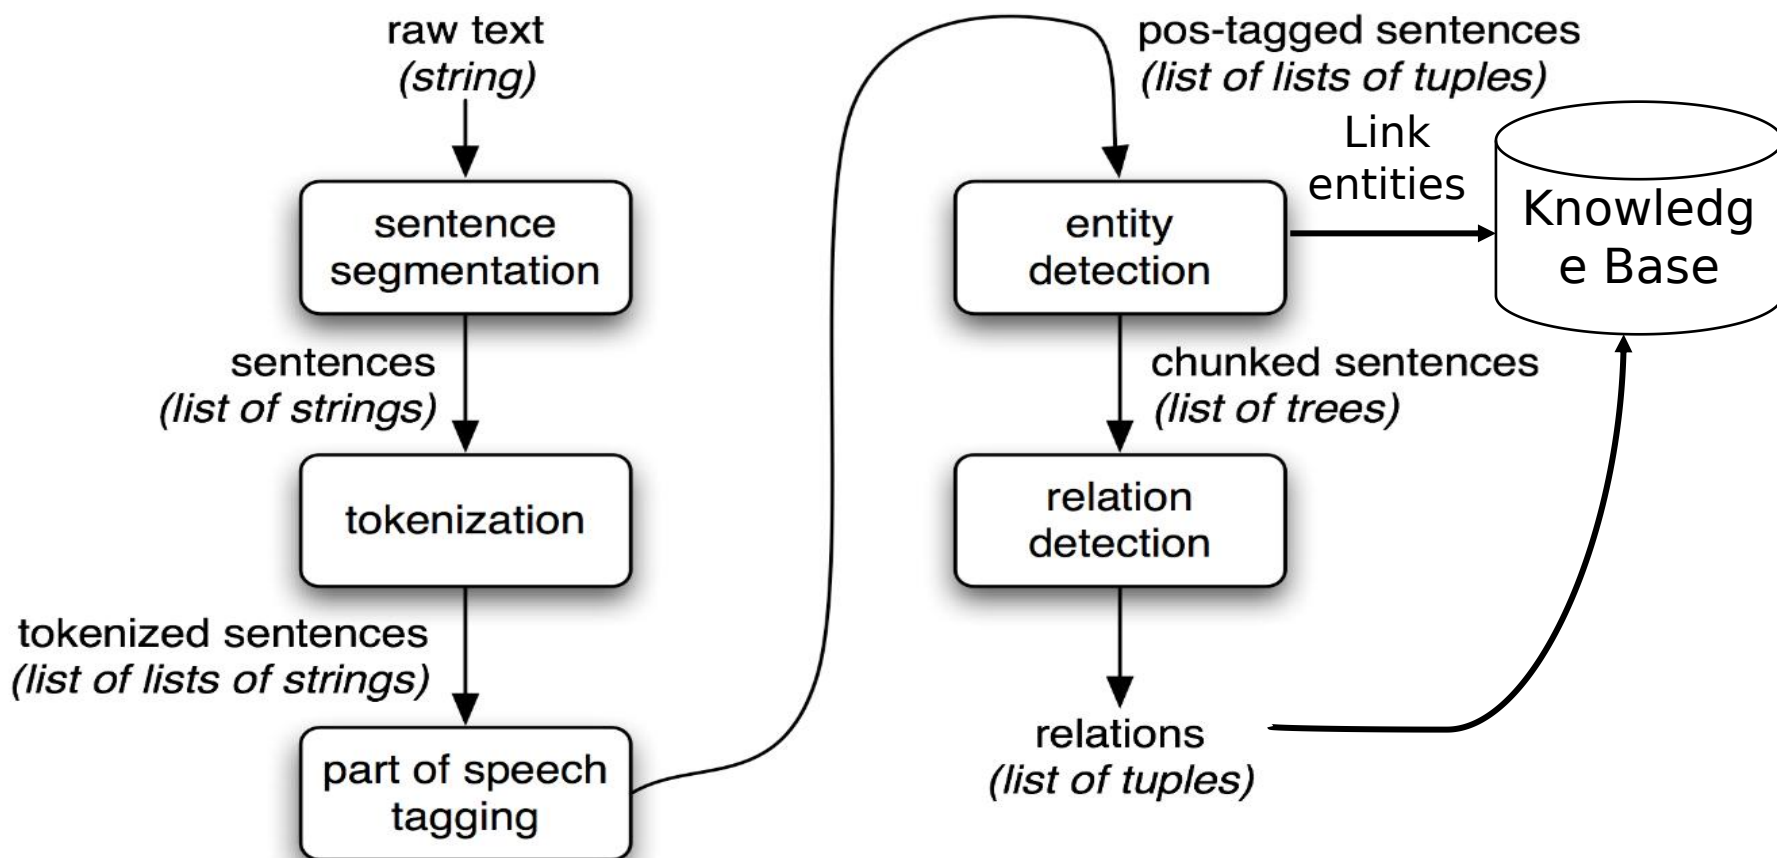 raw text
(string)
sentence
segmentation
sentences
(list of strings)
tokenization
tokenized sentences
(list of lists of strings)
part of speech
tagging
pos-tagged sentences
(list of lists of tuples)
Link
entities
entity
detection
Knowledg
e Base
chunked sentences
(list of trees)
relation
detection
relations
(list of tuples)